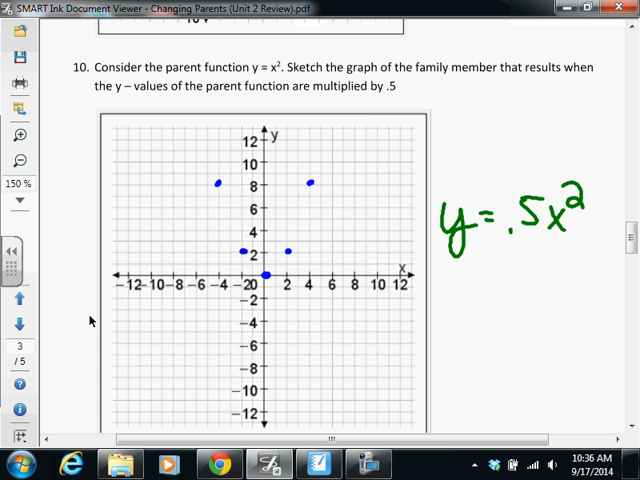 SMART Ink Document Viewer - Changing Parents (Unit 2 Review).pdf
10. Consider the parent function y = x². Sketch the graph of the family member that results when
the y – values of the parent function are multiplied by .5
150 %
y
12
10
8
6
4
2
x
−12−10−8 −6 −4 −20 2 4 6 8 10 12
−2
−4
−6
−8
−10
−12
y = .5x²
3
/ 5
10:36 AM
9/17/2014